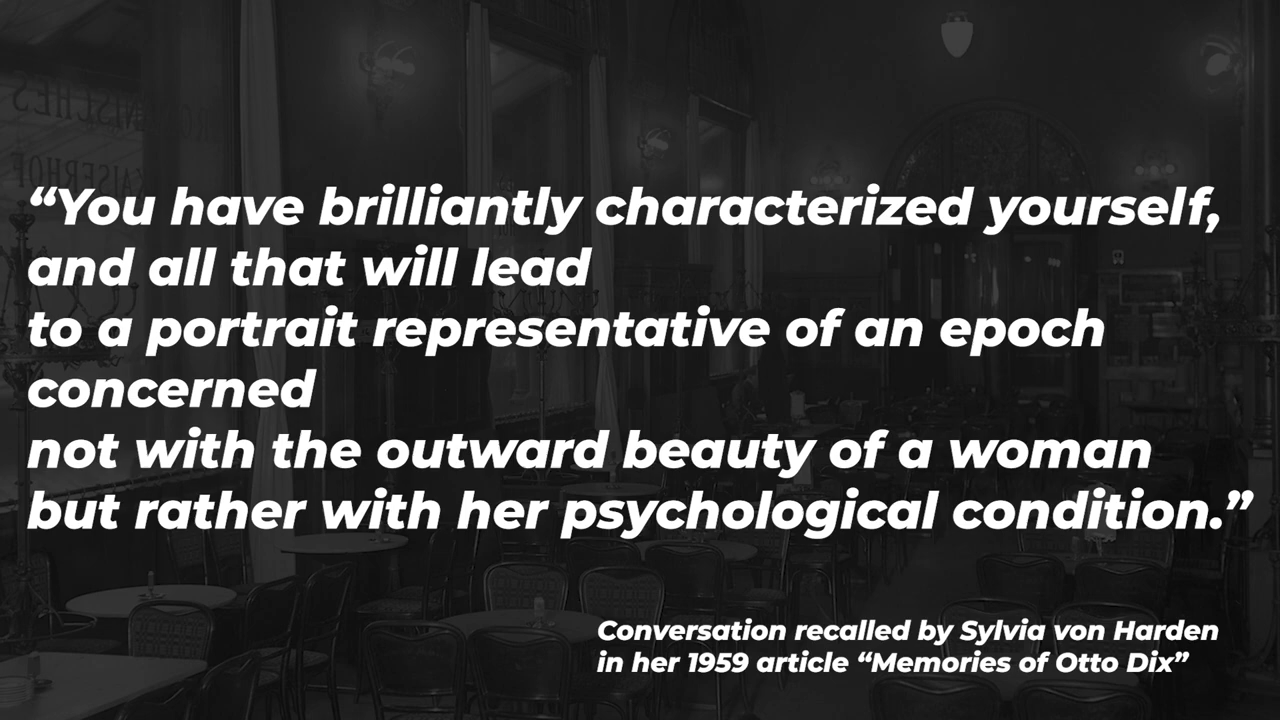 “You have brilliantly characterized yourself,
and all that will lead
to a portrait representative of an epoch
concerned
not with the outward beauty of a woman
but rather with her psychological condition.”
Conversation recalled by Sylvia von Harden
in her 1959 article “Memories of Otto Dix”
KAISERHOF